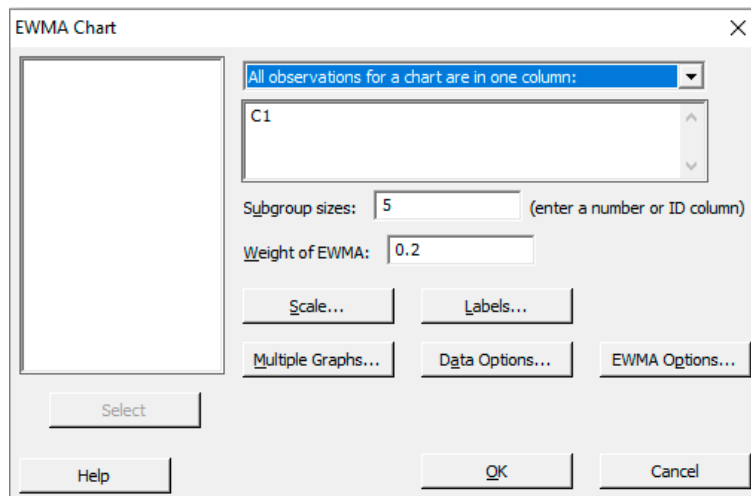 EWMA Chart
All observations for a chart are in one column:
C1
Subgroup sizes: 5 (enter a number or ID column)
Weight of EWMA: 0.2
Scale... Labels...
Multiple Graphs... Data Options... EWMA Options...
Select
Help OK Cancel